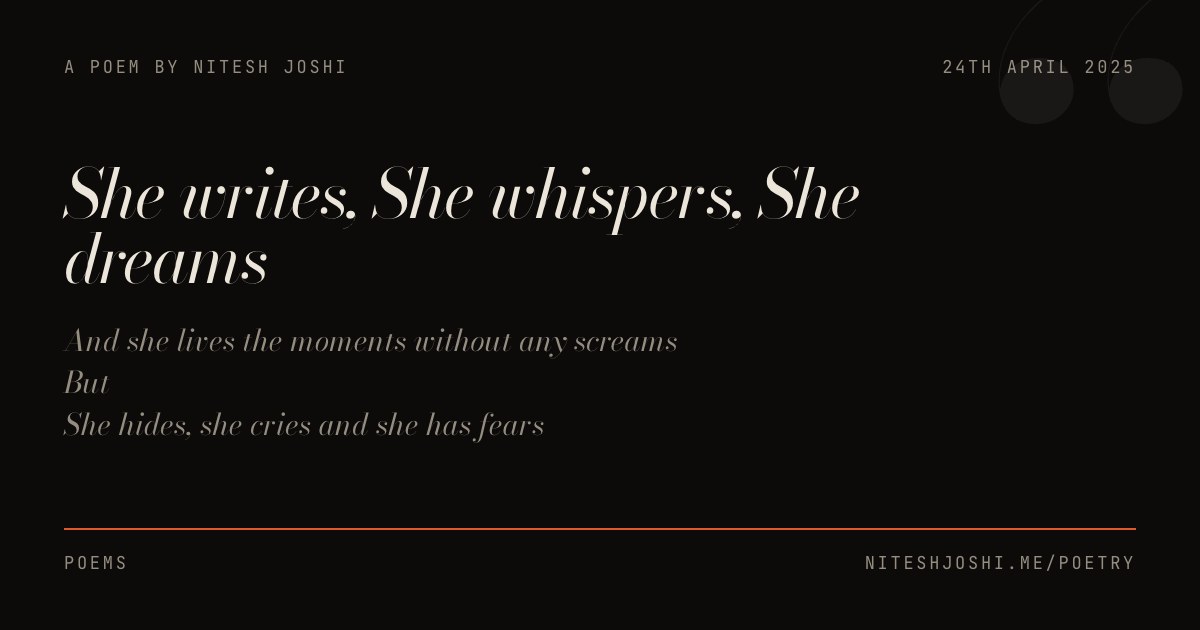 A POEM BY NITESH JOSHI
24TH APRIL 2025
She writes, She whispers, She
dreams
And she lives the moments without any screams
But
She hides, she cries and she has fears
POEMS
NITESHJOSHI.ME/POETRY